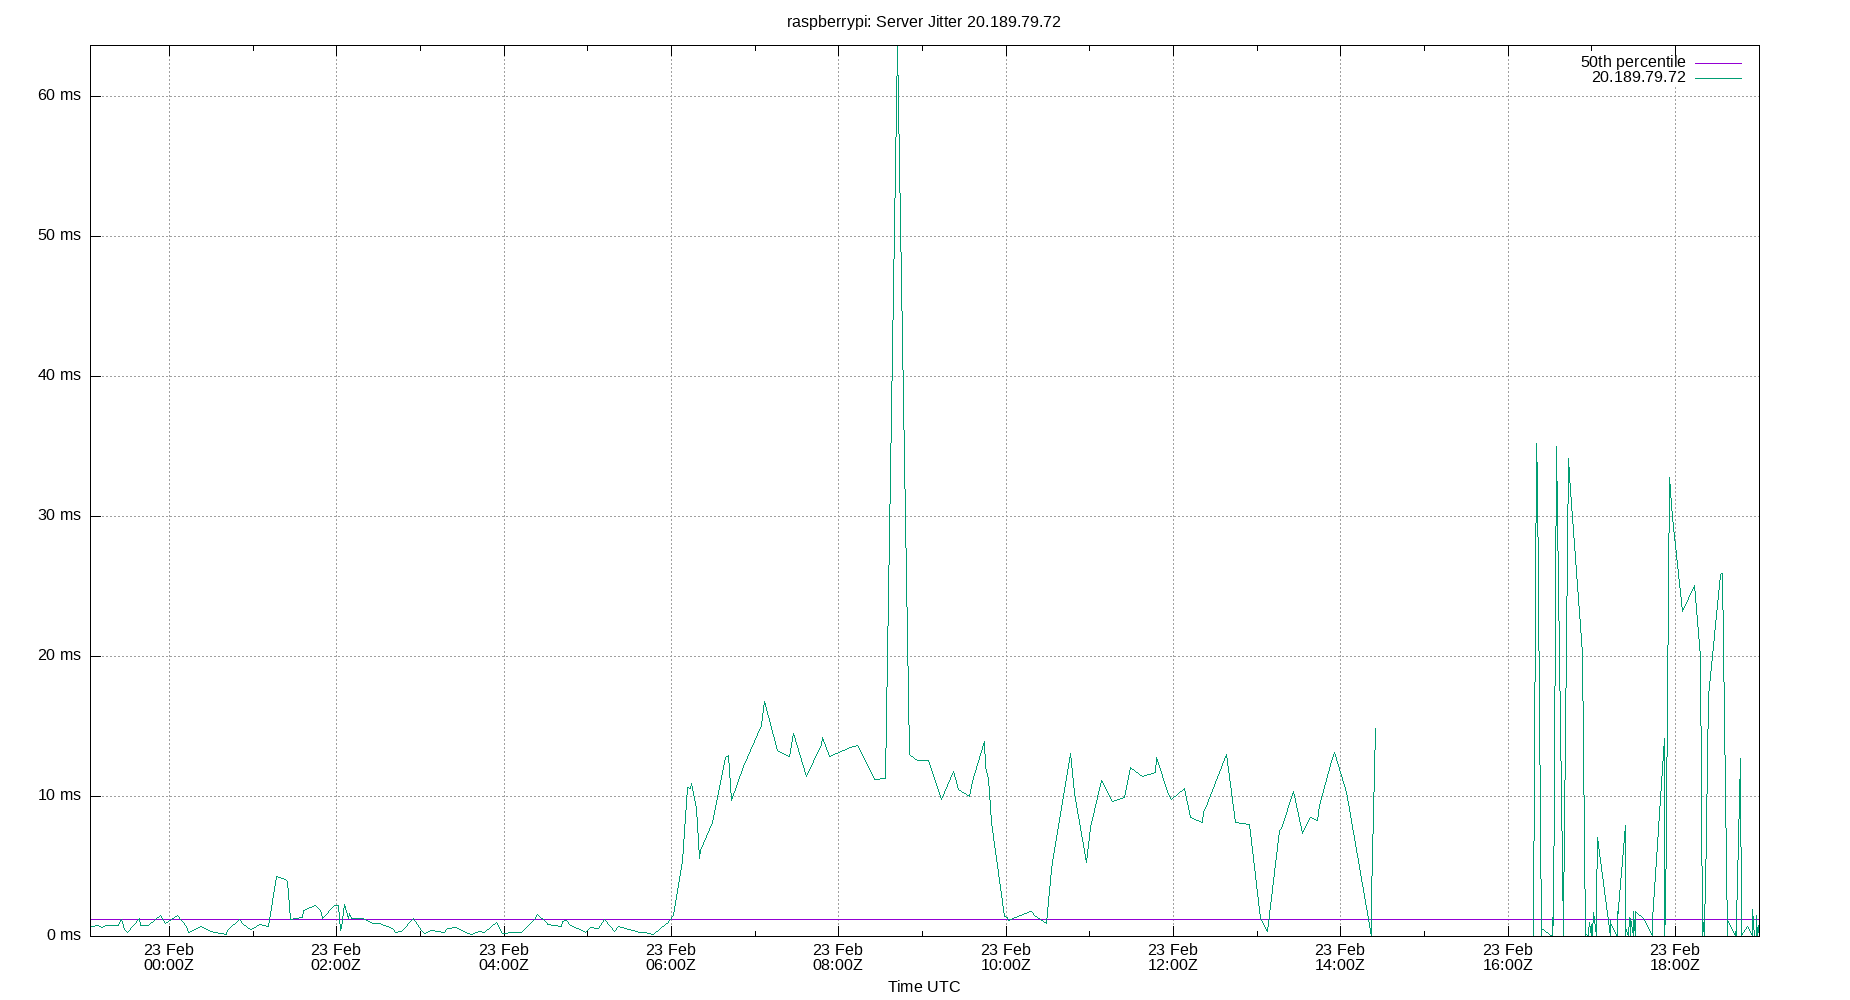 raspberrypi: Server Jitter 20.189.79.72
50th percentile
20.189.79.72
60 ms
50 ms
40 ms
30 ms
20 ms
10 ms
0 ms
23 Feb 23 Feb 23 Feb 23 Feb 23 Feb 23 Feb 23 Feb 23 Feb 23 Feb 23 Feb
00:00Z 02:00Z 04:00Z 06:00Z 08:00Z 10:00Z 12:00Z 14:00Z 16:00Z 18:00Z
Time UTC